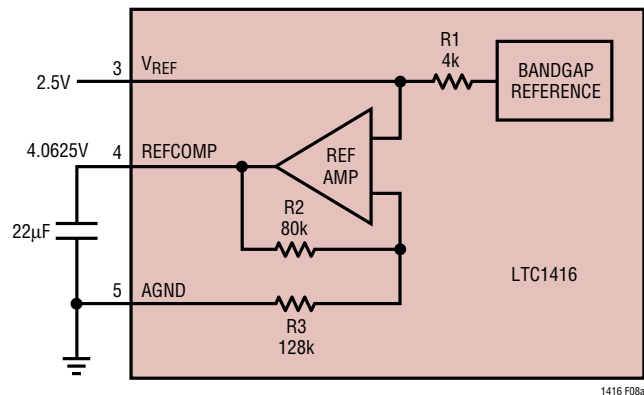 R1
4k
BANDGAP
REFERENCE
3
VREF
2.5V
4.0625V
4
REFCOMP
REF
AMP
R2
80k
22µF
5
AGND
R3
128k
LTC1416
1416 F08a